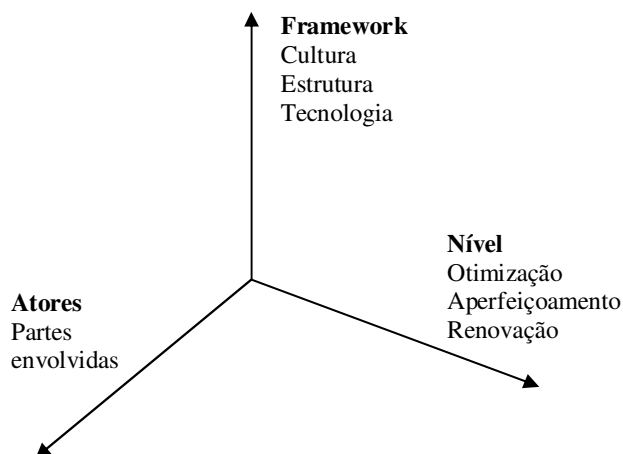 Framework
Cultura
Estrutura
Tecnologia
Nível
Otimização
Aperfeiçoamento
Renovação
Atores
Partes
envolvidas